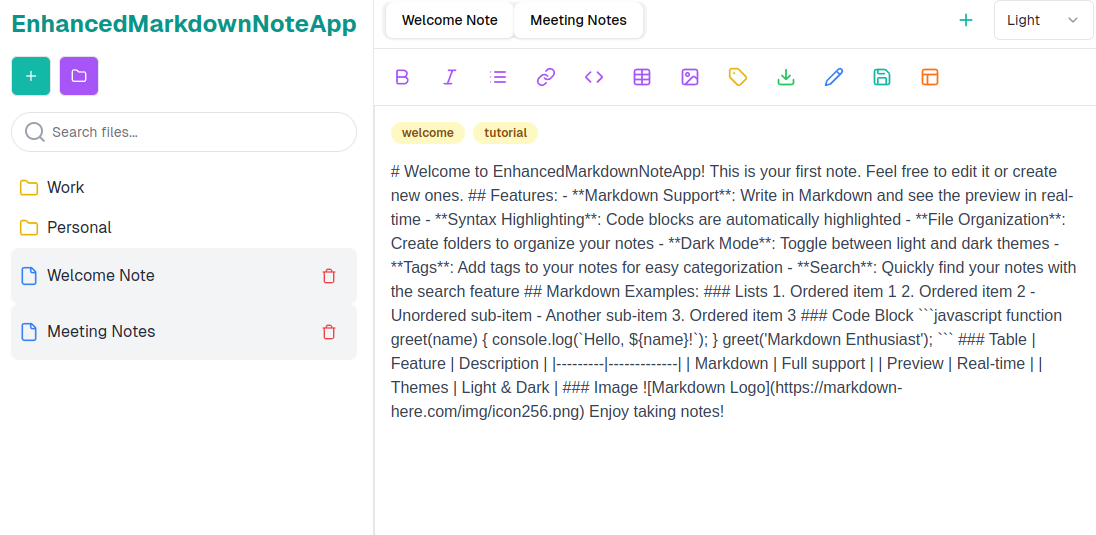 EnhancedMarkdownNoteApp
Search files...
Work
Personal
Welcome Note
Meeting Notes
Welcome Note
Meeting Notes
Light
welcome
tutorial
# Welcome to EnhancedMarkdownNoteApp! This is your first note. Feel free to edit it or create
new ones. ## Features: - **Markdown Support**: Write in Markdown and see the preview in real-
time - **Syntax Highlighting**: Code blocks are automatically highlighted - **File Organization**:
Create folders to organize your notes - **Dark Mode**: Toggle between light and dark themes -
**Tags**: Add tags to your notes for easy categorization - **Search**: Quickly find your notes with
the search feature ## Markdown Examples: ### Lists 1. Ordered item 1 2. Ordered item 2 -
Unordered sub-item - Another sub-item 3. Ordered item 3 ### Code Block ```javascript function
greet(name) { console.log(`Hello, ${name}!`); } greet('Markdown Enthusiast'); ``` ### Table |
Feature | Description | |---------|-------------| | Markdown | Full support | | Preview | Real-time | |
Themes | Light & Dark | ### Image ![Markdown Logo](https://markdown-
here.com/img/icon256.png) Enjoy taking notes!